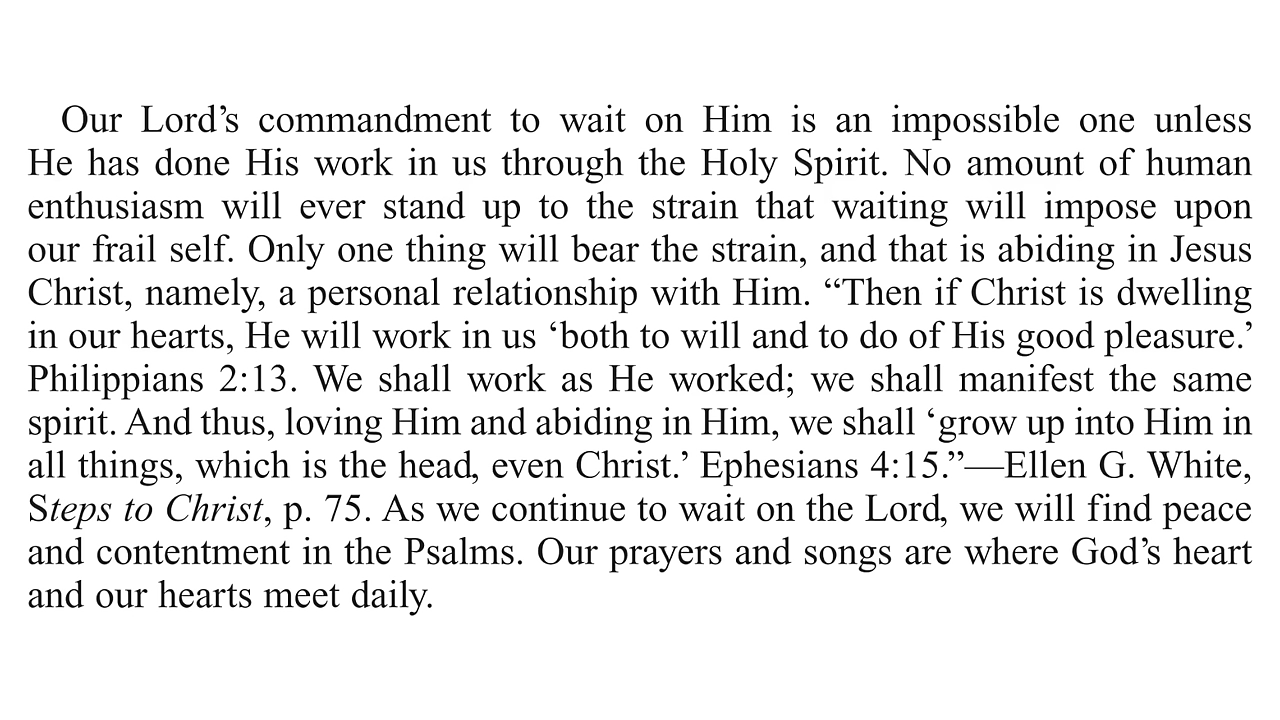 Our Lord’s commandment to wait on Him is an impossible one unless
He has done His work in us through the Holy Spirit. No amount of human
enthusiasm will ever stand up to the strain that waiting will impose upon
our frail self. Only one thing will bear the strain, and that is abiding in Jesus
Christ, namely, a personal relationship with Him. “Then if Christ is dwelling
in our hearts, He will work in us ‘both to will and to do of His good pleasure.’
Philippians 2:13. We shall work as He worked; we shall manifest the same
spirit. And thus, loving Him and abiding in Him, we shall ‘grow up into Him in
all things, which is the head, even Christ.’ Ephesians 4:15.”—Ellen G. White,
Steps to Christ, p. 75. As we continue to wait on the Lord, we will find peace
and contentment in the Psalms. Our prayers and songs are where God’s heart
and our hearts meet daily.